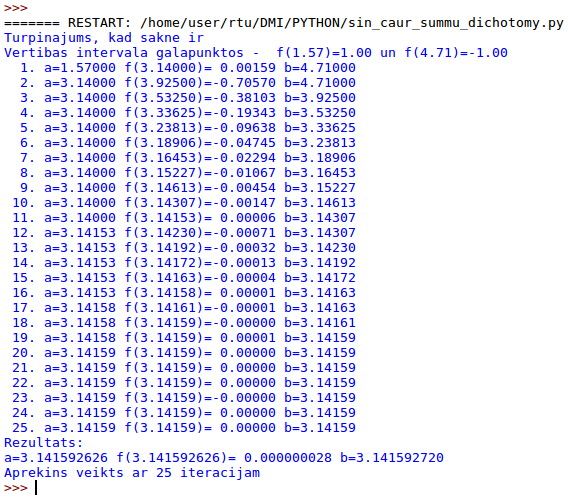 >>>
======= RESTART: /home/user/rtu/DMI/PYTHON/sin_caur_summu_dichotomy.py
Turpinajums, kad sakne ir
Vertibas intervala galapunktos -  f(1.57)=1.00 un f(4.71)=-1.00
  1. a=1.57000 f(3.14000)= 0.00159 b=4.71000
  2. a=3.14000 f(3.92500)=-0.70570 b=4.71000
  3. a=3.14000 f(3.53250)=-0.38103 b=3.92500
  4. a=3.14000 f(3.33625)=-0.19343 b=3.53250
  5. a=3.14000 f(3.23813)=-0.09638 b=3.33625
  6. a=3.14000 f(3.18906)=-0.04745 b=3.23813
  7. a=3.14000 f(3.16453)=-0.02294 b=3.18906
  8. a=3.14000 f(3.15227)=-0.01067 b=3.16453
  9. a=3.14000 f(3.14613)=-0.00454 b=3.15227
 10. a=3.14000 f(3.14307)=-0.00147 b=3.14613
 11. a=3.14000 f(3.14153)= 0.00006 b=3.14307
 12. a=3.14153 f(3.14230)=-0.00071 b=3.14307
 13. a=3.14153 f(3.14192)=-0.00032 b=3.14230
 14. a=3.14153 f(3.14172)=-0.00013 b=3.14192
 15. a=3.14153 f(3.14163)=-0.00004 b=3.14172
 16. a=3.14153 f(3.14158)= 0.00001 b=3.14163
 17. a=3.14158 f(3.14161)=-0.00001 b=3.14163
 18. a=3.14158 f(3.14159)=-0.00000 b=3.14161
 19. a=3.14158 f(3.14159)= 0.00001 b=3.14159
 20. a=3.14159 f(3.14159)= 0.00000 b=3.14159
 21. a=3.14159 f(3.14159)= 0.00000 b=3.14159
 22. a=3.14159 f(3.14159)= 0.00000 b=3.14159
 23. a=3.14159 f(3.14159)=-0.00000 b=3.14159
 24. a=3.14159 f(3.14159)= 0.00000 b=3.14159
 25. a=3.14159 f(3.14159)= 0.00000 b=3.14159
Rezultats:
a=3.141592626 f(3.141592626)= 0.000000028 b=3.141592720
Aprekins veikts ar 25 iteracijam
>>>